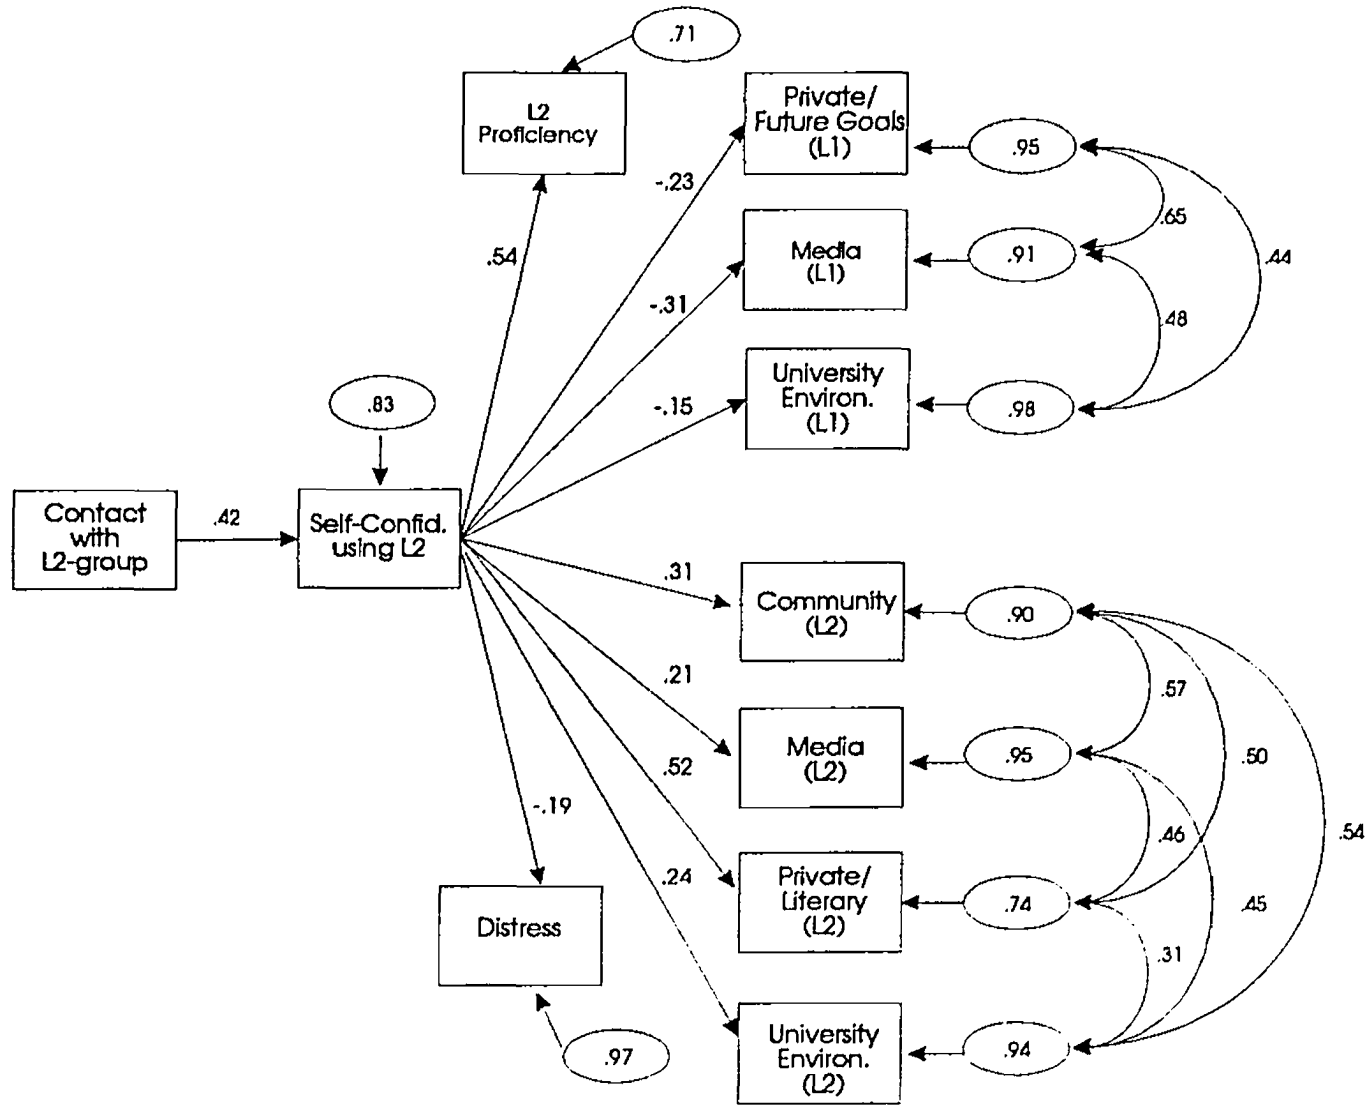 .71
L2
Proficiency
Private/
Future Goals
(L1)
.95
-.23
.65
.54
Media
(L1)
.91
.44
-.31
.48
University
Environ.
(L1)
.98
-.15
.83
Contact
with
L2-group
.42
Self-Confid.
using L2
.31
Community
(L2)
.90
.57
.21
Media
(L2)
.95
.50
.52
-.19
.46
.54
.24
Private/
Literary
(L2)
.74
.45
.31
Distress
University
Environ.
(L2)
.94
.97